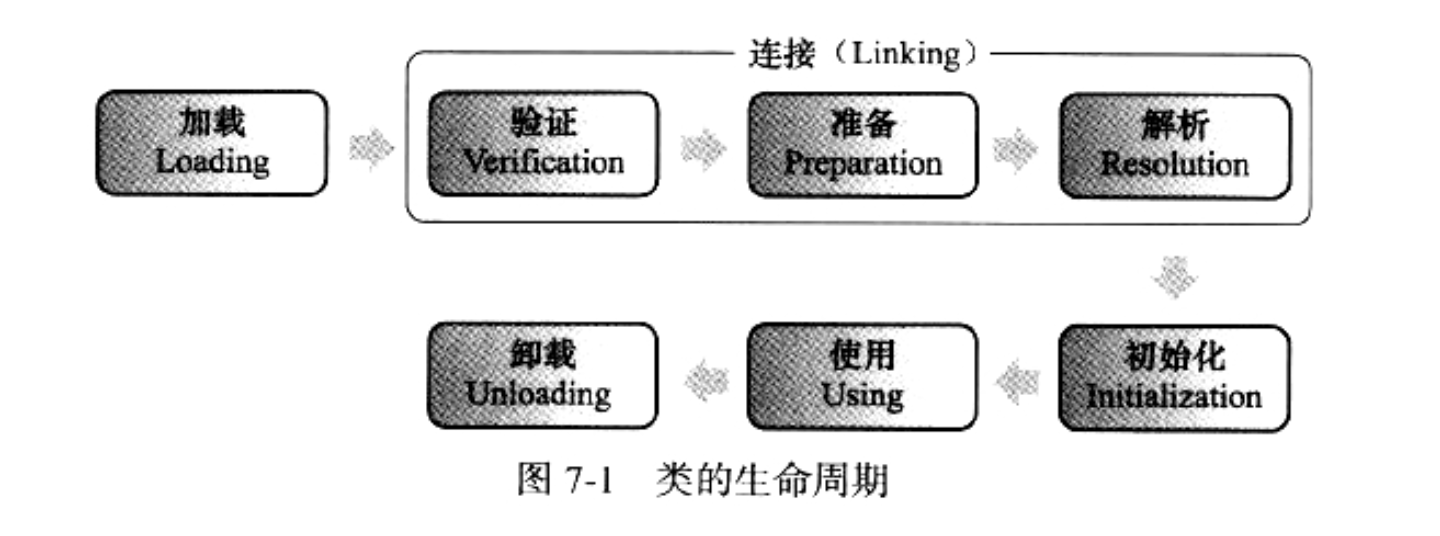 连接（Linking）
加载
Loading
验证
Verification
准备
Preparation
解析
Resolution
初始化
Initialization
使用
Using
卸载
Unloading
图 7-1 类的生命周期